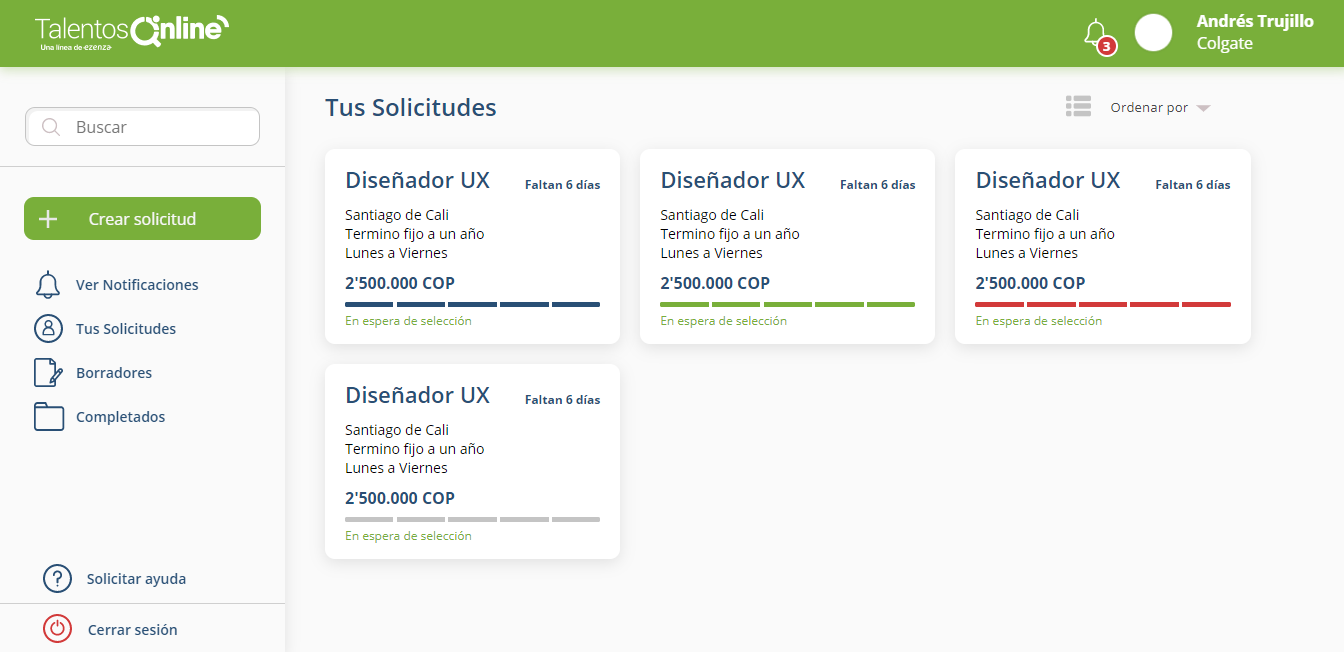 Talentos Online
Una línea de ezenza
3
Andrés Trujillo
Colgate
Buscar
Crear solicitud
Ver Notificaciones
Tus Solicitudes
Borradores
Completados
Solicitar ayuda
Cerrar sesión
Tus Solicitudes
Ordenar por
Diseñador UX
Faltan 6 días
Santiago de Cali
Termino fijo a un año
Lunes a Viernes
2'500.000 COP
En espera de selección
Diseñador UX
Faltan 6 días
Santiago de Cali
Termino fijo a un año
Lunes a Viernes
2'500.000 COP
En espera de selección
Diseñador UX
Faltan 6 días
Santiago de Cali
Termino fijo a un año
Lunes a Viernes
2'500.000 COP
En espera de selección
Diseñador UX
Faltan 6 días
Santiago de Cali
Termino fijo a un año
Lunes a Viernes
2'500.000 COP
En espera de selección